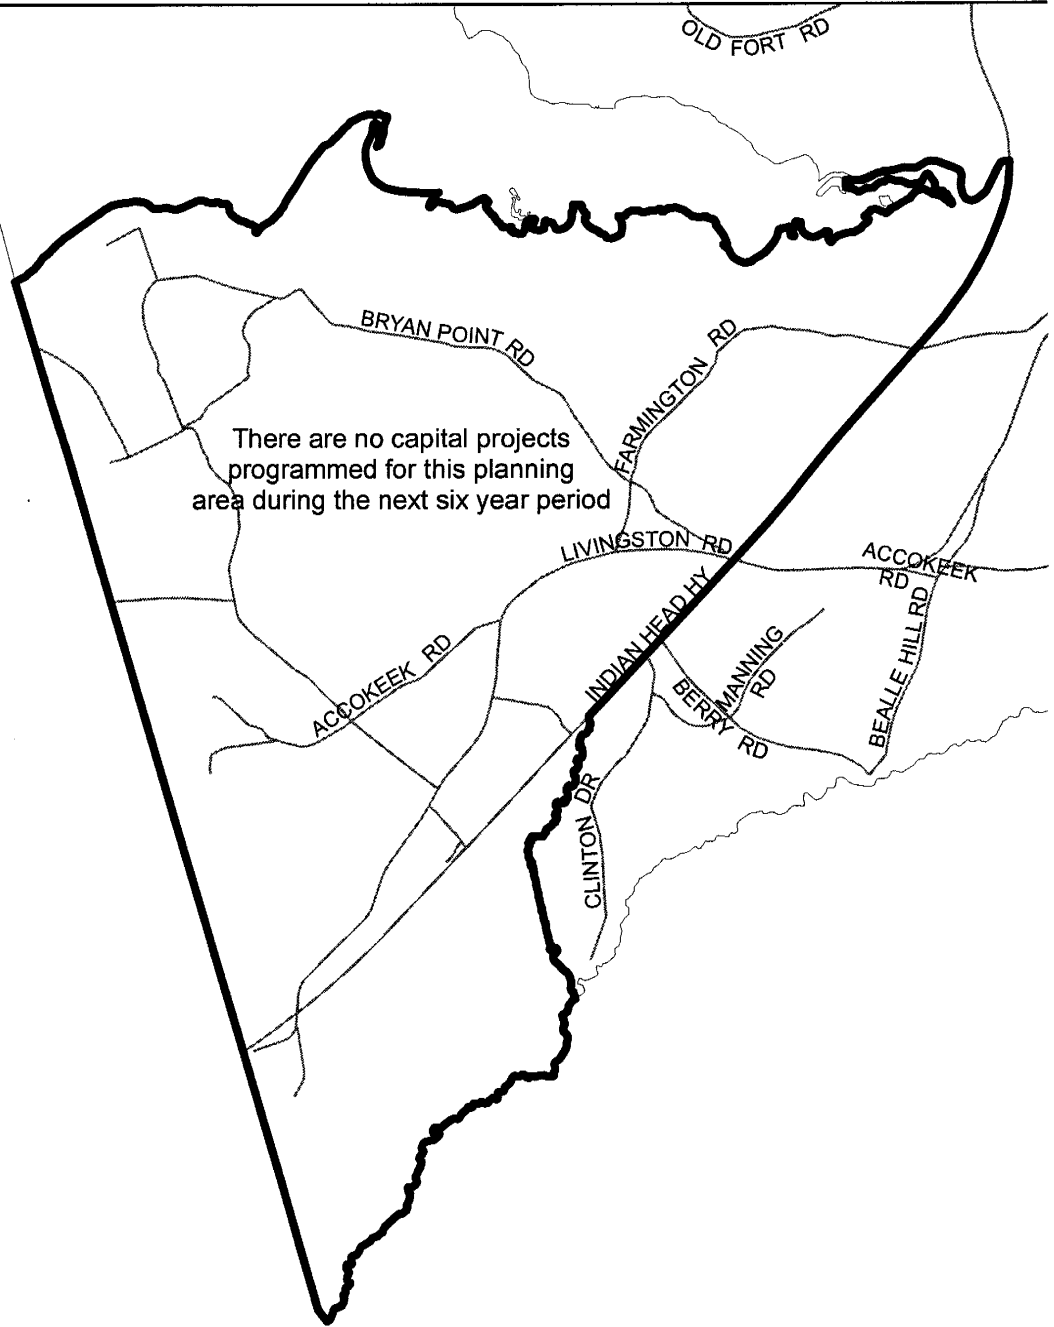 OLD FORT RD
BRYAN POINT RD
FARMINGTON RD
There are no capital projects
programmed for this planning
area during the next six year period
LIVINGSTON RD
ACCOKEEK
RD
INDIAN HEAD HY
ACCOKEEK RD
MANNING
RD
BERRY RD
BEALLE HILL RD
CLINTON DR